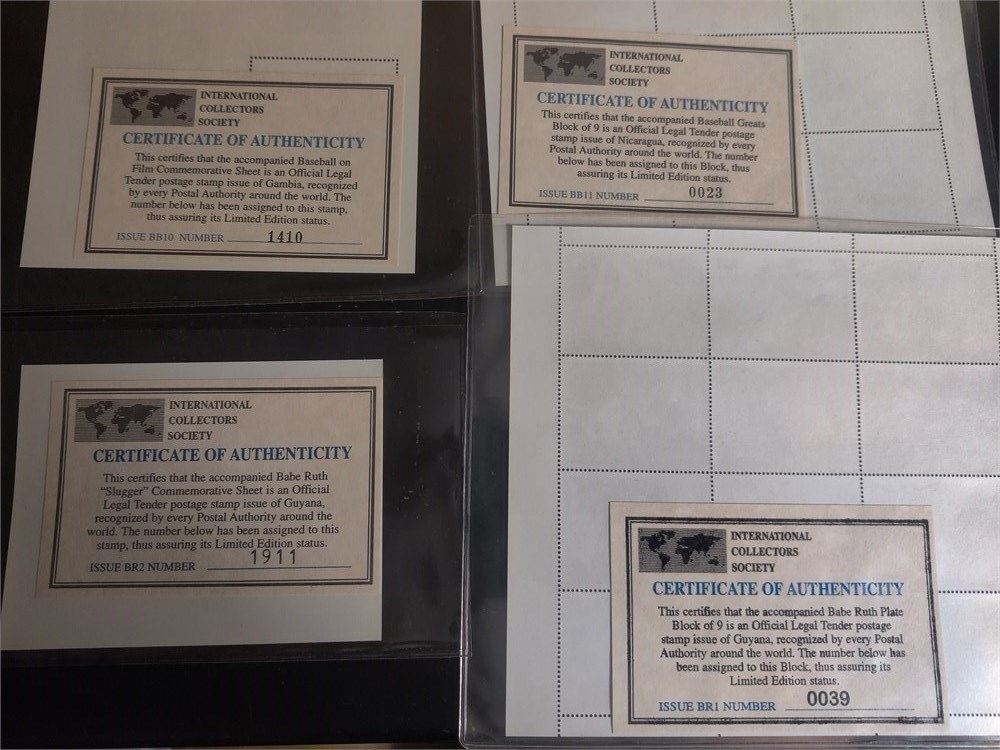 INTERNATIONAL
COLLECTORS
SOCIETY
CERTIFICATE OF AUTHENTICITY
This certifies that the accompanied Baseball on
Film Commemorative Sheet is an Official Legal
Tender postage stamp issue of Gambia, recognized
by every Postal Authority around the world. The
number below has been assigned to this stamp,
thus assuring its Limited Edition status.
ISSUE BB10 NUMBER 1410
INTERNATIONAL
COLLECTORS
SOCIETY
CERTIFICATE OF AUTHENTICITY
This certifies that the accompanied Baseball Greats
Block of 9 is an Official Legal Tender postage
stamp issue of Nicaragua, recognized by every
Postal Authority around the world. The number
below has been assigned to this Block, thus
assuring its Limited Edition status.
ISSUE BB11 NUMBER 0023
INTERNATIONAL
COLLECTORS
SOCIETY
CERTIFICATE OF AUTHENTICITY
This certifies that the accompanied Babe Ruth
“Slugger” Commemorative Sheet is an Official
Legal Tender postage stamp issue of Guyana,
recognized by every Postal Authority around the
world. The number below has been assigned to this
stamp, thus assuring its Limited Edition status.
ISSUE BR2 NUMBER 1911
INTERNATIONAL
COLLECTORS
SOCIETY
CERTIFICATE OF AUTHENTICITY
This certifies that the accompanied Babe Ruth Plate
Block of 9 is an Official Legal Tender postage
stamp issue of Guyana, recognized by every Postal
Authority around the world. The number below has
been assigned to this Block, thus assuring its
Limited Edition status.
ISSUE BR1 NUMBER 0039